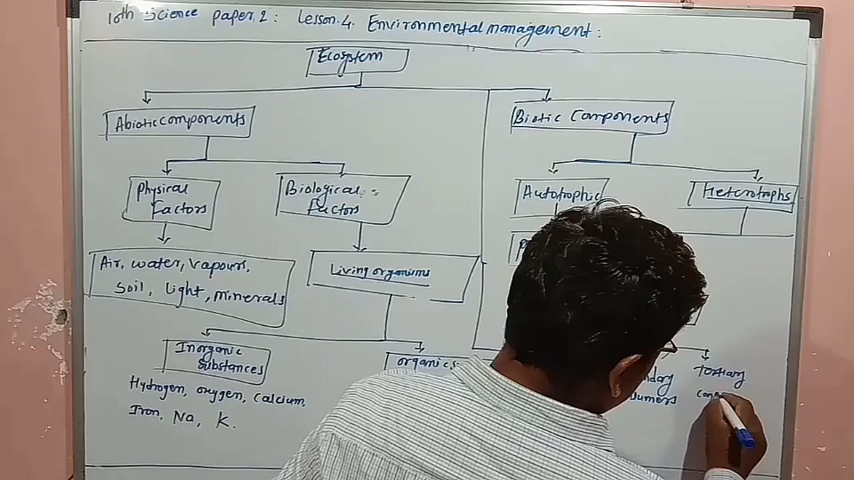 10th Science paper.2 : Lesson.4. Environmental management:
Ecosystem
Abiotic components
Biotic Components
Physical
Factors
Biological
Factors
Autotrophic
Heterotrophs
Air, water, vapours.
Soil, Light, minerals
Living organisms
Inorganic
substances
organic
Hydrogen, oxygen, calcium.
Iron, Na, K.
Tertiary